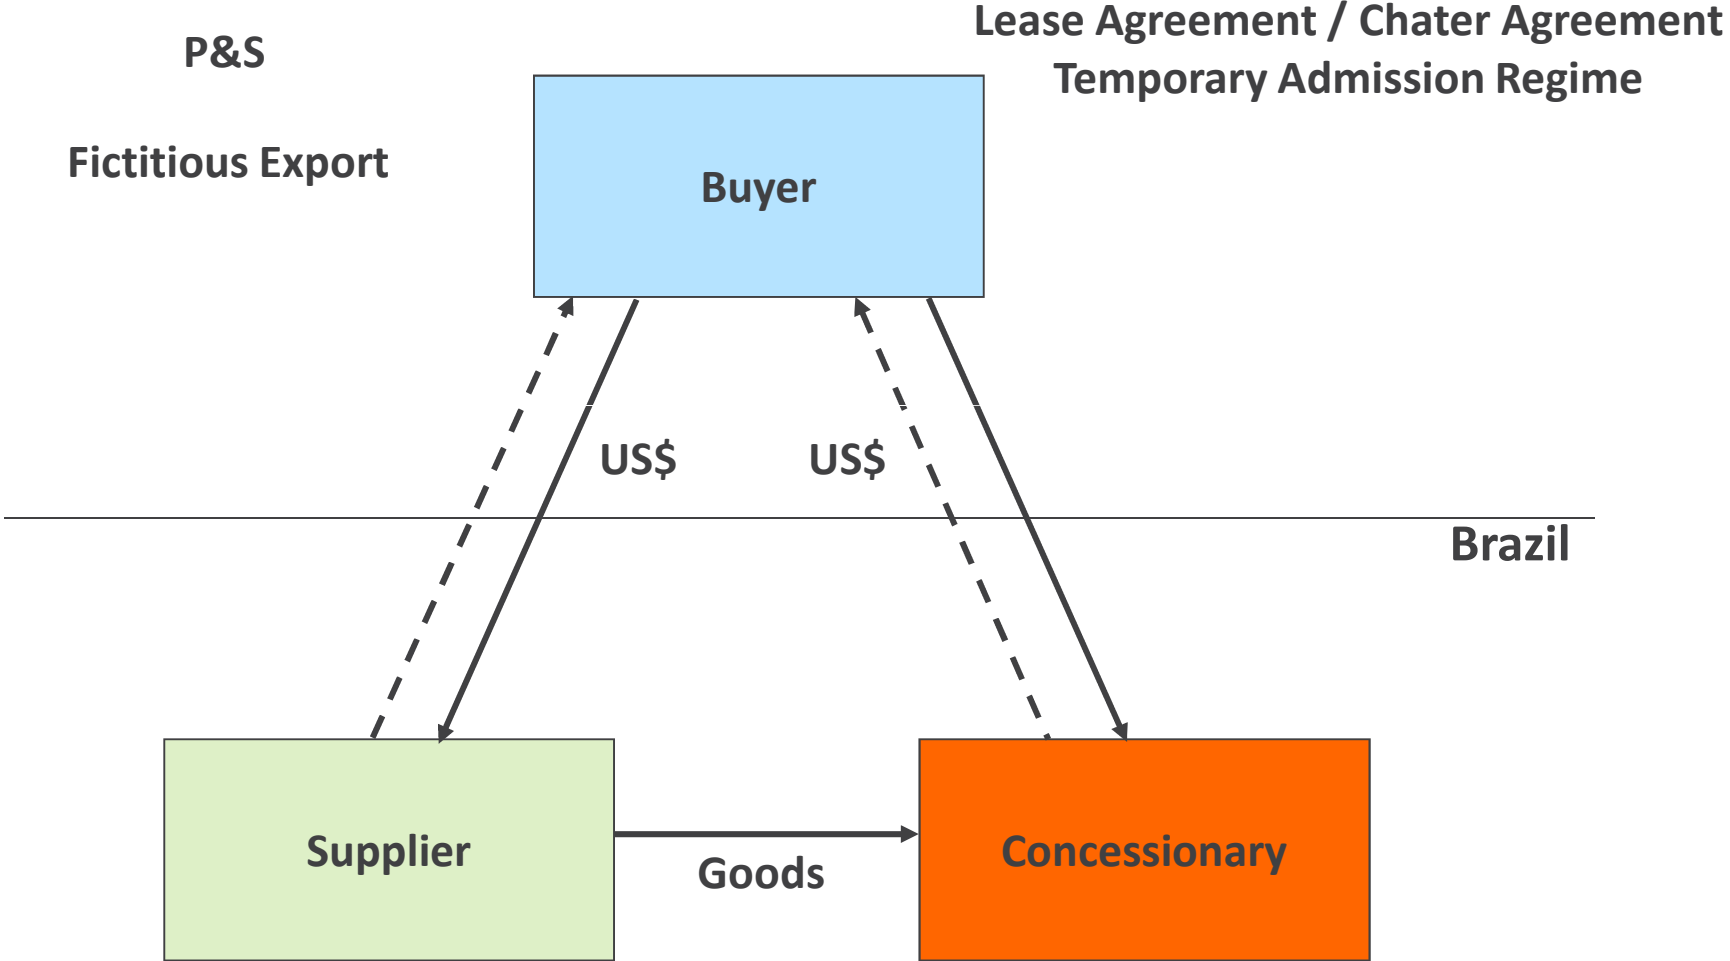 P&S
Lease Agreement / Chater Agreement
Temporary Admission Regime
Fictitious Export
Buyer
US$
US$
Brazil
Supplier
Goods
Concessionary